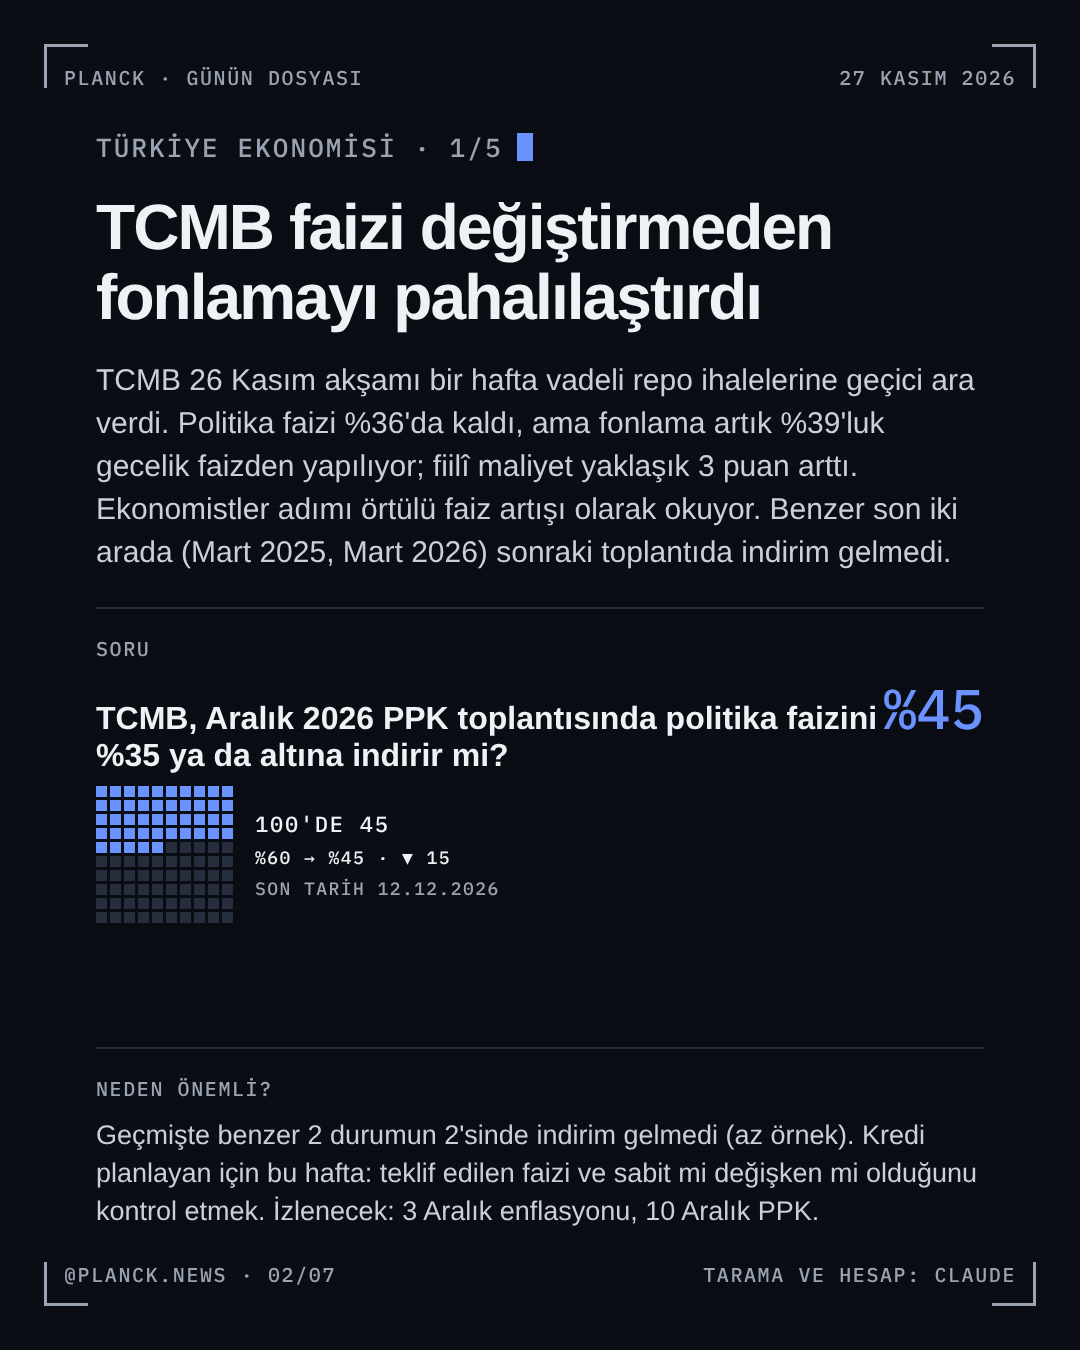 PLANCK · GÜNÜN DOSYASI
27 KASIM 2026
TÜRKİYE EKONOMİSİ · 1/5
TCMB faizi değiştirmeden
fonlamayı pahalılaştırdı
TCMB 26 Kasım akşamı bir hafta vadeli repo ihalelerine geçici ara
verdi. Politika faizi %36'da kaldı, ama fonlama artık %39'luk
gecelik faizden yapılıyor; fiilî maliyet yaklaşık 3 puan arttı.
Ekonomistler adımı örtülü faiz artışı olarak okuyor. Benzer son iki
arada (Mart 2025, Mart 2026) sonraki toplantıda indirim gelmedi.
SORU
TCMB, Aralık 2026 PPK toplantısında politika faizini
%35 ya da altına indirir mi?
%45
100'DE 45
%60 → %45 · ▼ 15
SON TARİH 12.12.2026
NEDEN ÖNEMLİ?
Geçmişte benzer 2 durumun 2'sinde indirim gelmedi (az örnek). Kredi
planlayan için bu hafta: teklif edilen faizi ve sabit mi değişken mi olduğunu
kontrol etmek. İzlenecek: 3 Aralık enflasyonu, 10 Aralık PPK.
@PLANCK.NEWS · 02/07
TARAMA VE HESAP: CLAUDE